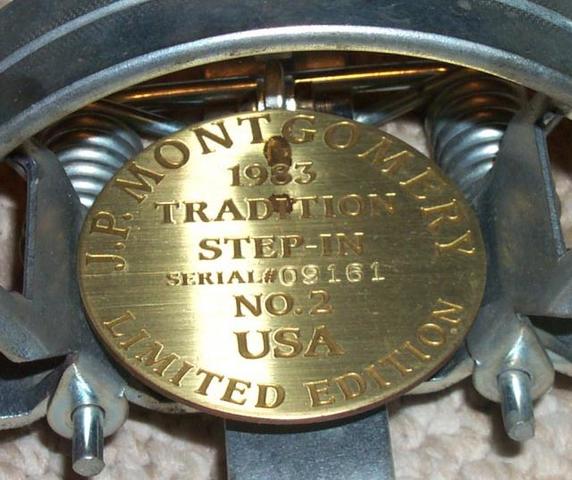 J.P. MONTGOMERY
1983
TRADITION
STEP-IN
SERIAL# 09161
NO. 2
USA
LIMITED EDITION